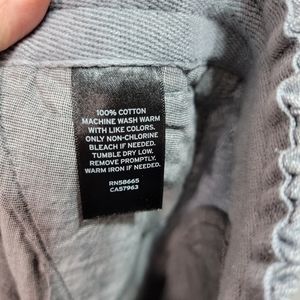 100% COTTON
MACHINE WASH WARM
WITH LIKE COLORS.
ONLY NON-CHLORINE
BLEACH IF NEEDED.
TUMBLE DRY LOW.
REMOVE PROMPTLY.
WARM IRON IF NEEDED.
RN58665
CA57963